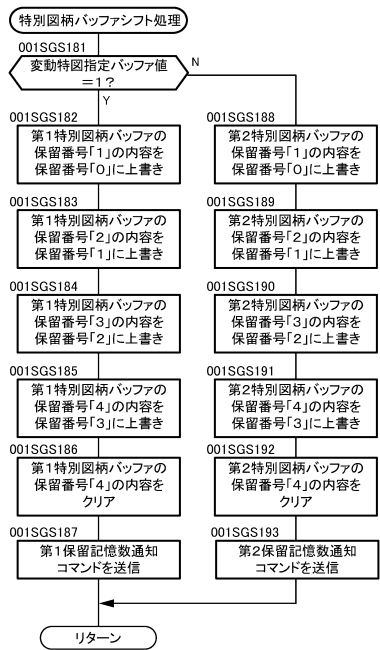 特別図柄バッファシフト処理
001SGS181
変動特図指定バッファ値
＝1？
N
Y
001SGS182
第1特別図柄バッファの
保留番号「1」の内容を
保留番号「0」に上書き
001SGS183
第1特別図柄バッファの
保留番号「2」の内容を
保留番号「1」に上書き
001SGS184
第1特別図柄バッファの
保留番号「3」の内容を
保留番号「2」に上書き
001SGS185
第1特別図柄バッファの
保留番号「4」の内容を
保留番号「3」に上書き
001SGS186
第1特別図柄バッファの
保留番号「4」の内容を
クリア
001SGS187
第1保留記憶数通知
コマンドを送信
001SGS188
第2特別図柄バッファの
保留番号「1」の内容を
保留番号「0」に上書き
001SGS189
第2特別図柄バッファの
保留番号「2」の内容を
保留番号「1」に上書き
001SGS190
第2特別図柄バッファの
保留番号「3」の内容を
保留番号「2」に上書き
001SGS191
第2特別図柄バッファの
保留番号「4」の内容を
保留番号「3」に上書き
001SGS192
第2特別図柄バッファの
保留番号「4」の内容を
クリア
001SGS193
第2保留記憶数通知
コマンドを送信
リターン